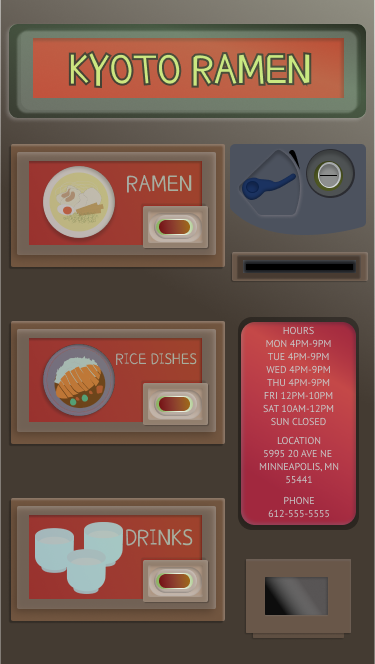 KYOTO RAMEN
RAMEN
RICE DISHES
DRINKS
HOURS
MON 4PM-9PM
TUE 4PM-9PM
WED 4PM-9PM
THU 4PM-9PM
FRI 12PM-10PM
SAT 10AM-12PM
SUN CLOSED
LOCATION
5995 20 AVE NE
MINNEAPOLIS, MN
55441
PHONE
612-555-5555